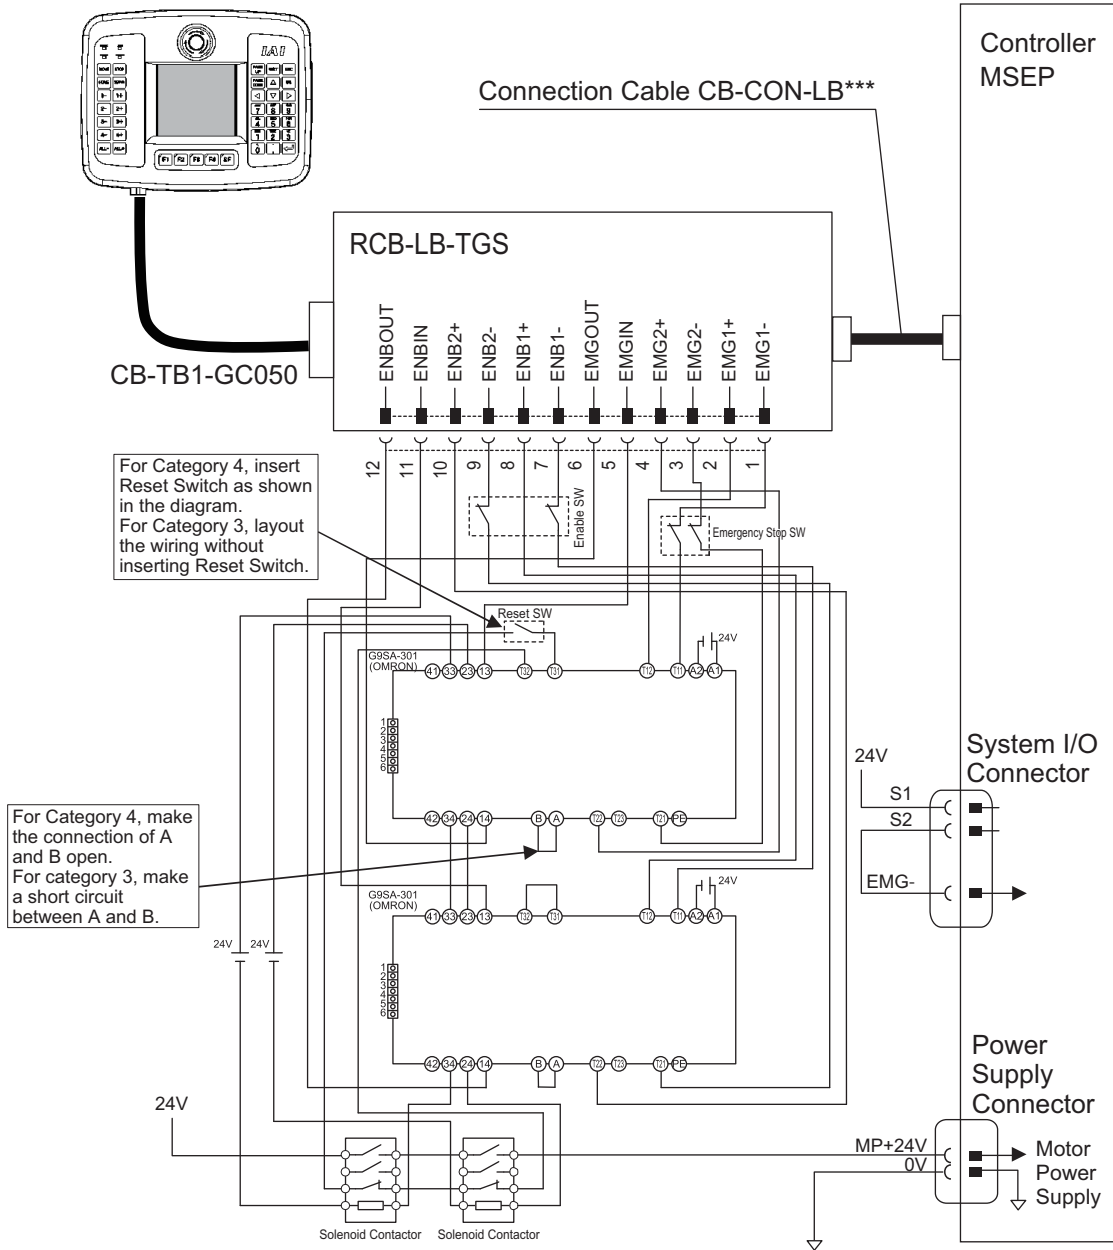 IAI
F1 F2 F3 F4 SF
Controller
MSEP
Connection Cable CB-CON-LB***
RCB-LB-TGS
ENBOUT
ENBIN
ENB2+
ENB2-
ENB1+
ENB1-
EMGOUT
EMGIN
EMG2+
EMG2-
EMG1+
EMG1-
CB-TB1-GC050
12
11
10
9
8
7
6
5
4
3
2
1
For Category 4, insert
Reset Switch as shown
in the diagram.
For Category 3, layout
the wiring without
inserting Reset Switch.
Enable SW
Emergency Stop SW
Reset SW
G9SA-301
(OMRON)
41 33 23 13 T32 T31 T12 T11 A2 A1
24V
1
2
3
4
5
6
42 34 24 14 B A T22 T23 T21 PE
For Category 4, make
the connection of A
and B open.
For category 3, make
a short circuit
between A and B.
G9SA-301
(OMRON)
41 33 23 13 T32 T31 T12 T11 A2 A1
24V
1
2
3
4
5
6
42 34 24 14 B A T22 T23 T21 PE
24V
24V
System I/O
Connector
24V
S1
S2
EMG-
Power
Supply
Connector
24V
MP+24V
0V
Motor
Power
Supply
Solenoid Contactor
Solenoid Contactor